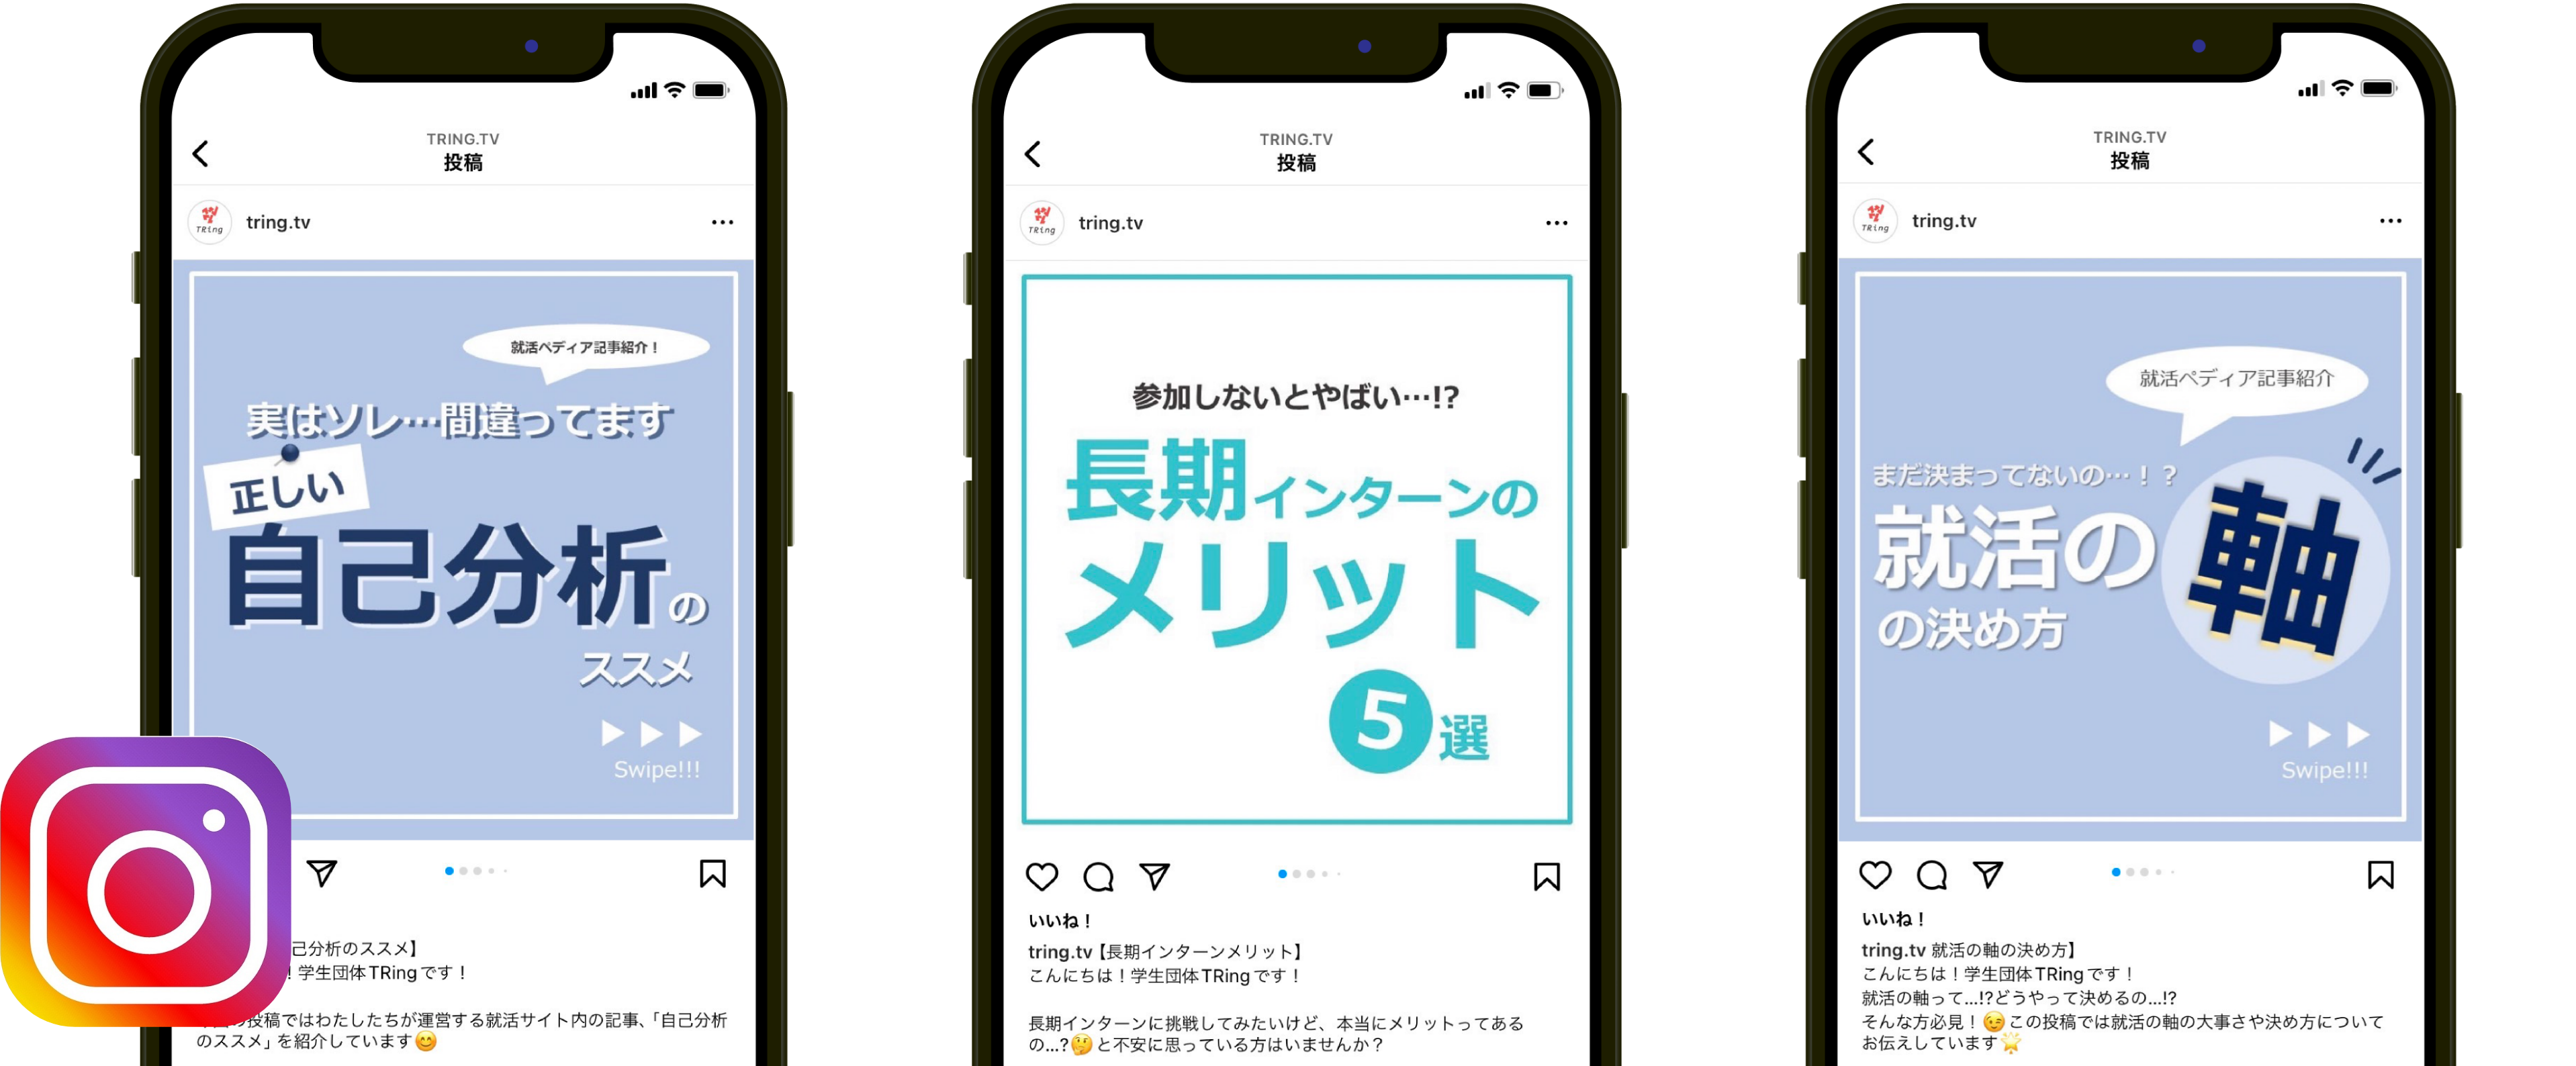 TRING.TV
投稿
TRing
tring.tv
就活ペディア記事紹介！
実はソレ…間違ってます
正しい
自己分析の
ススメ
Swipe!!!
己分析のススメ】
！学生団体TRingです！
投稿ではわたしたちが運営する就活サイト内の記事、「自己分析
のススメ」を紹介しています😊
TRING.TV
投稿
TRing
tring.tv
参加しないとやばい…!?
長期インターンの
メリット
5選
いいね！
tring.tv【長期インターンメリット】
こんにちは！学生団体TRingです！
長期インターンに挑戦してみたいけど、本当にメリットってある
の...?🤔と不安に思っている方はいませんか？
TRING.TV
投稿
TRing
tring.tv
就活ペディア記事紹介
まだ決まってないの…！？
就活の軸
の決め方
Swipe!!!
いいね！
tring.tv 就活の軸の決め方】
こんにちは！学生団体TRingです！
就活の軸って...!?どうやって決めるの...!?
そんな方必見！😉この投稿では就活の軸の大事さや決め方について
お伝えしています🌟